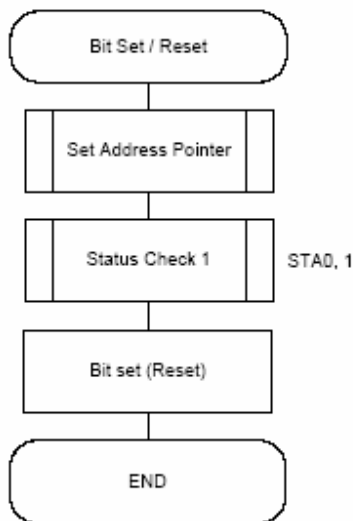 Bit Set / Reset
Set Address Pointer
Status Check 1
STA0, 1
Bit set (Reset)
END